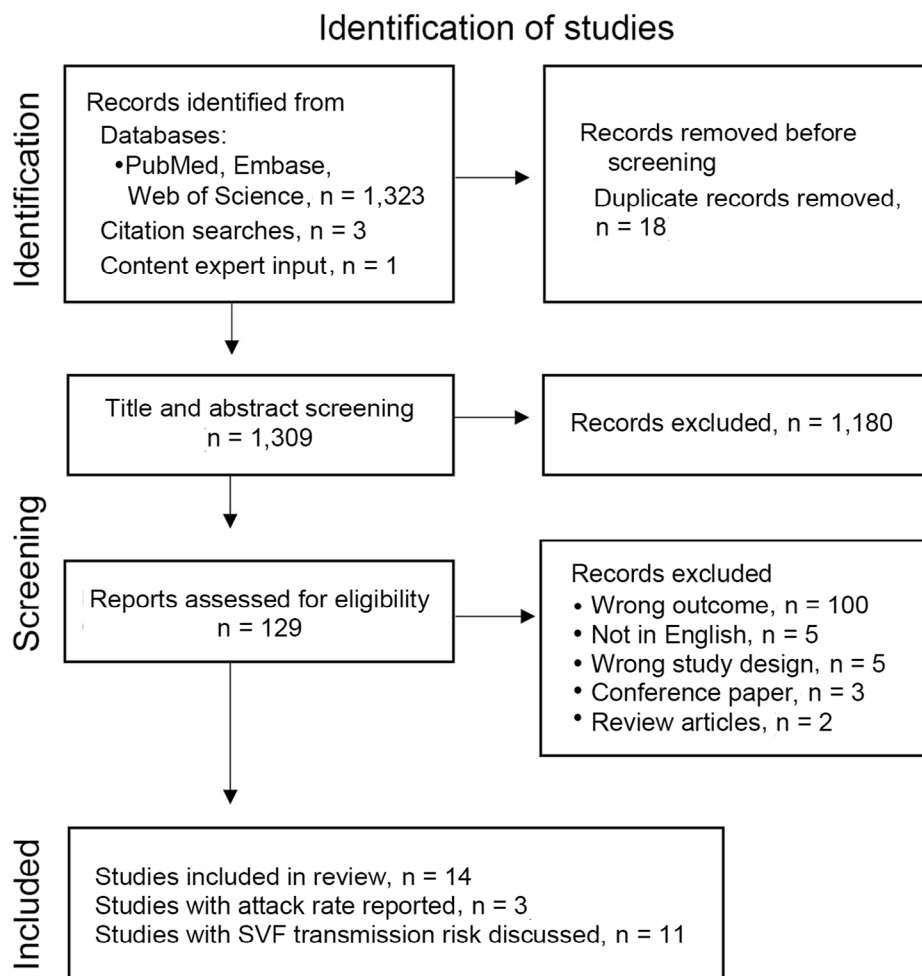 Identification of studies
Identification
Records identified from
Databases:
•PubMed, Embase,
Web of Science, n = 1,323
Citation searches, n = 3
Content expert input, n = 1
Records removed before
screening
Duplicate records removed,
n = 18
Screening
Title and abstract screening
n = 1,309
Records excluded, n = 1,180
Reports assessed for eligibility
n = 129
Records excluded
• Wrong outcome, n = 100
• Not in English, n = 5
• Wrong study design, n = 5
• Conference paper, n = 3
• Review articles, n = 2
Included
Studies included in review, n = 14
Studies with attack rate reported, n = 3
Studies with SVF transmission risk discussed, n = 11